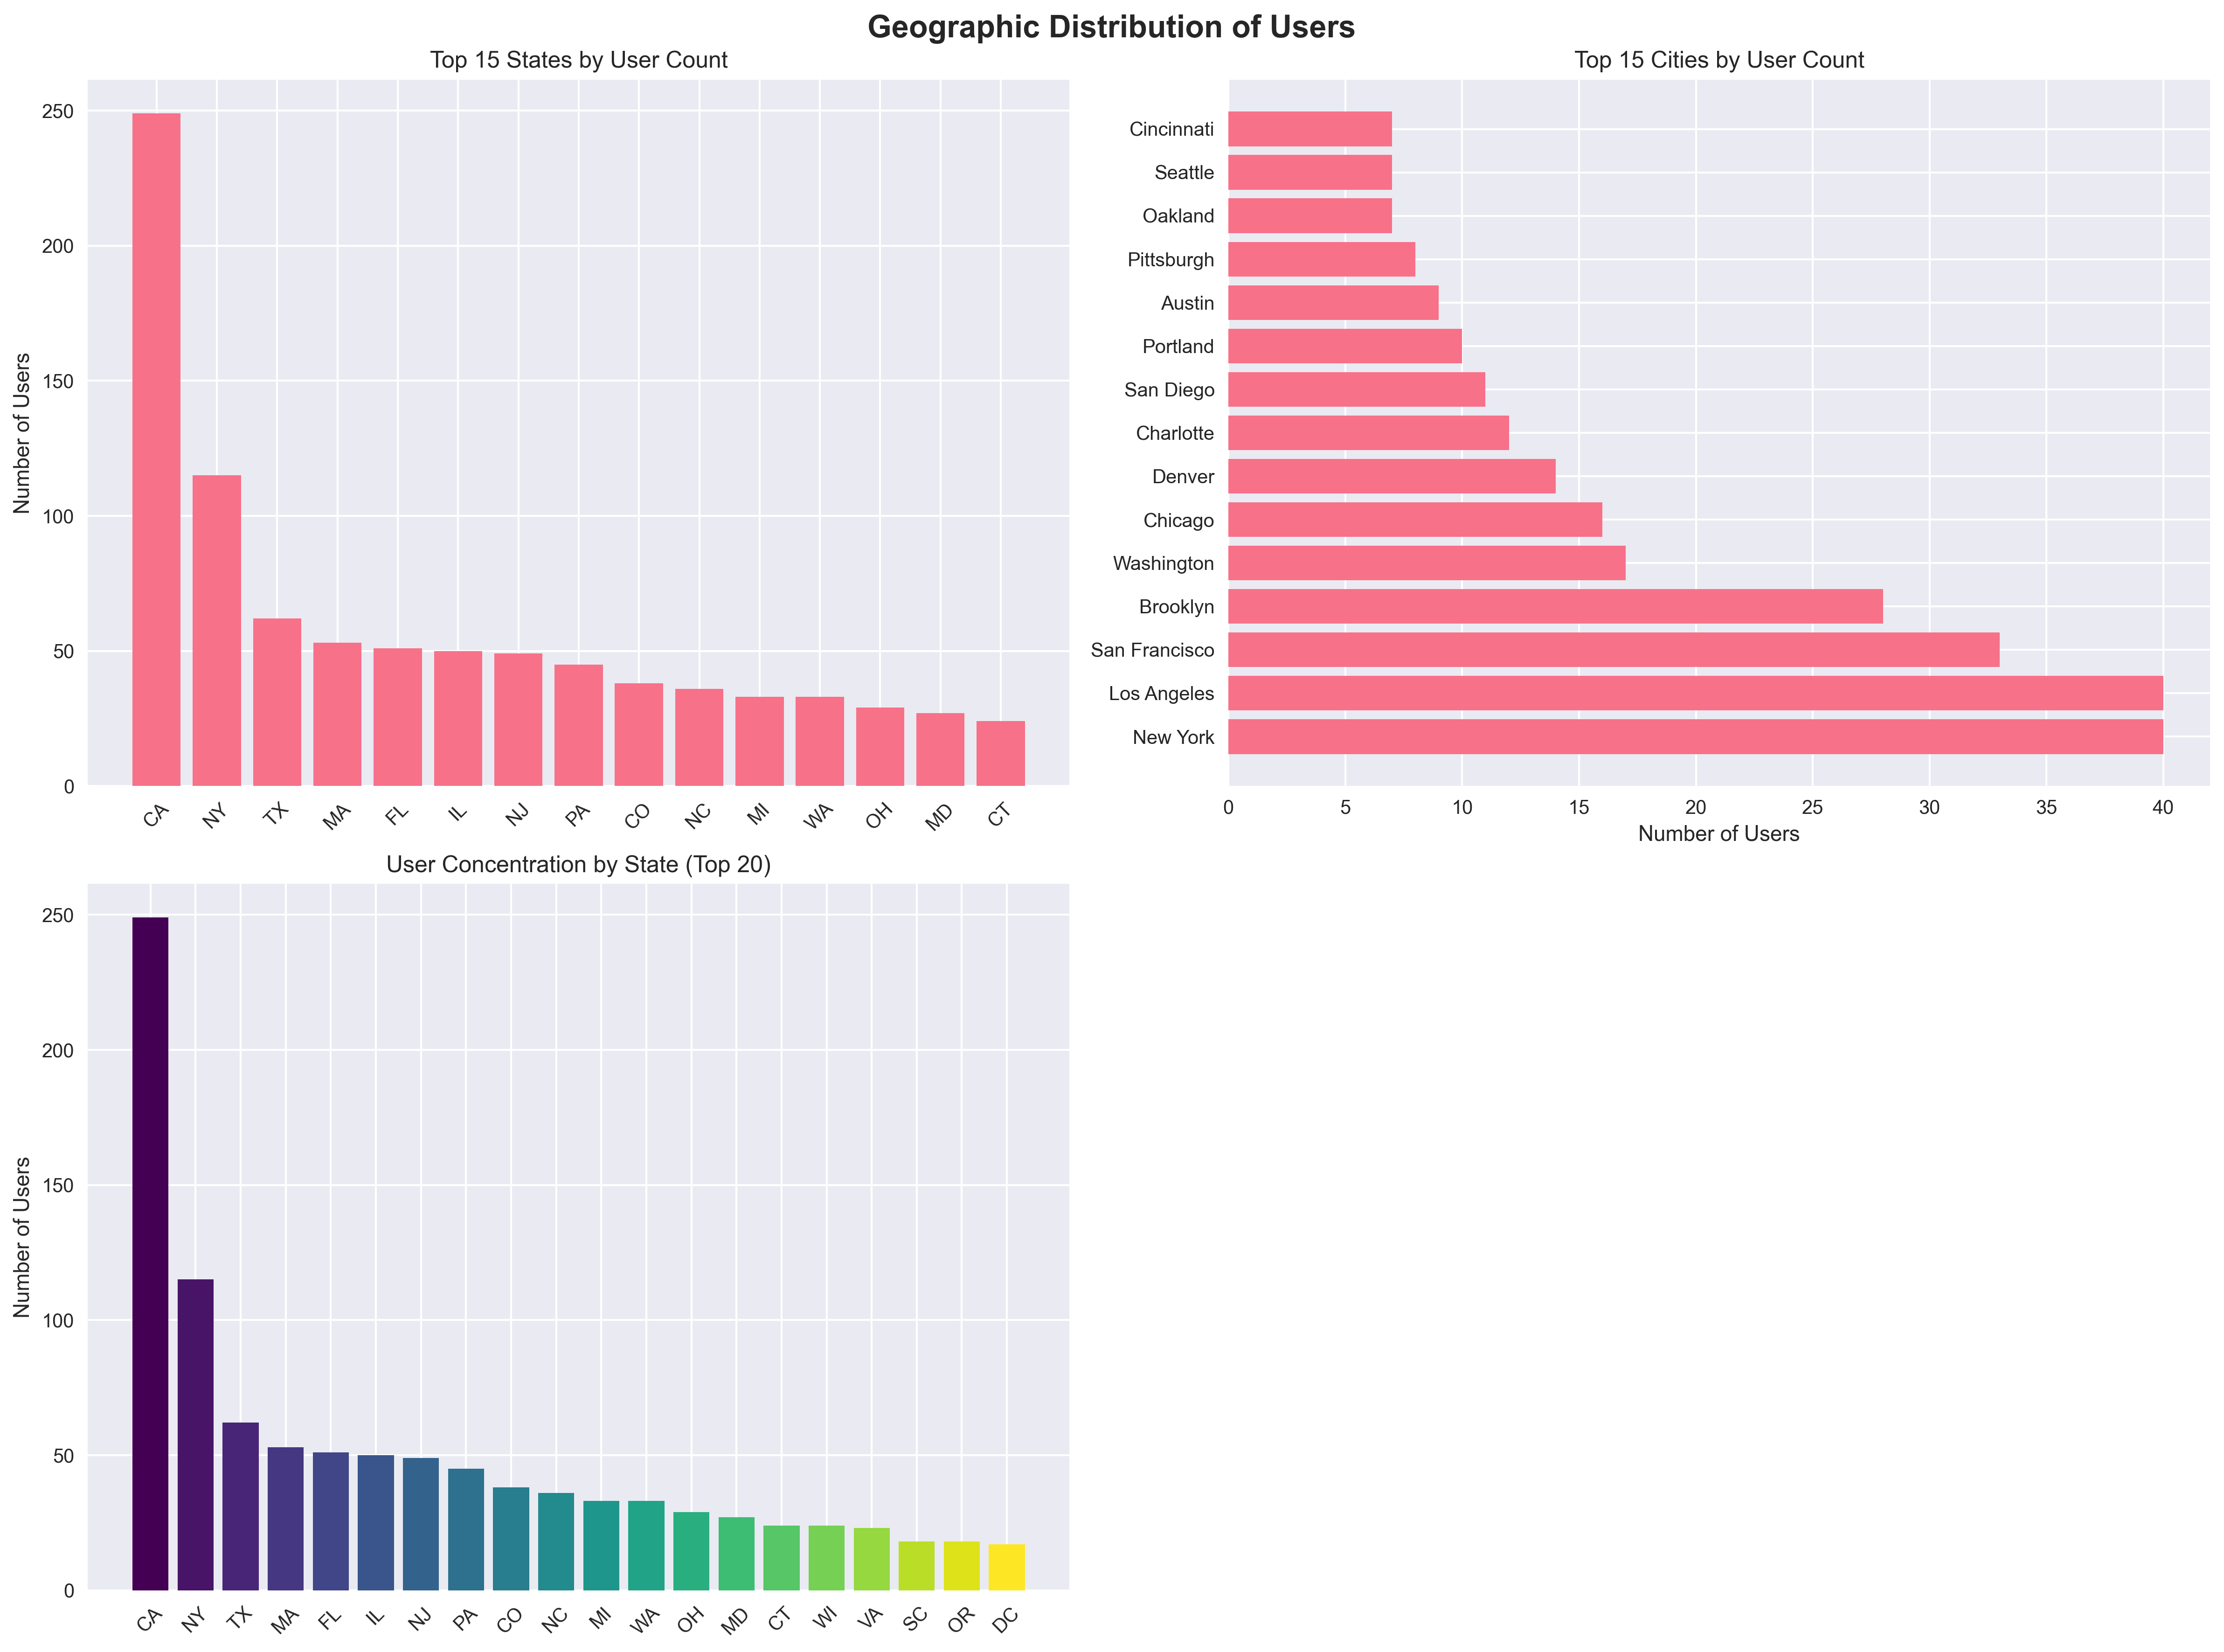 Geographic Distribution of Users
Top 15 States by User Count
Number of Users
250
200
150
100
50
0
CA NY TX MA FL IL NJ PA CO NC MI WA OH MD CT
Top 15 Cities by User Count
Cincinnati
Seattle
Oakland
Pittsburgh
Austin
Portland
San Diego
Charlotte
Denver
Chicago
Washington
Brooklyn
San Francisco
Los Angeles
New York
0 5 10 15 20 25 30 35 40
Number of Users
User Concentration by State (Top 20)
Number of Users
250
200
150
100
50
0
CA NY TX MA FL IL NJ PA CO NC MI WA OH MD CT WI VA SC OR DC